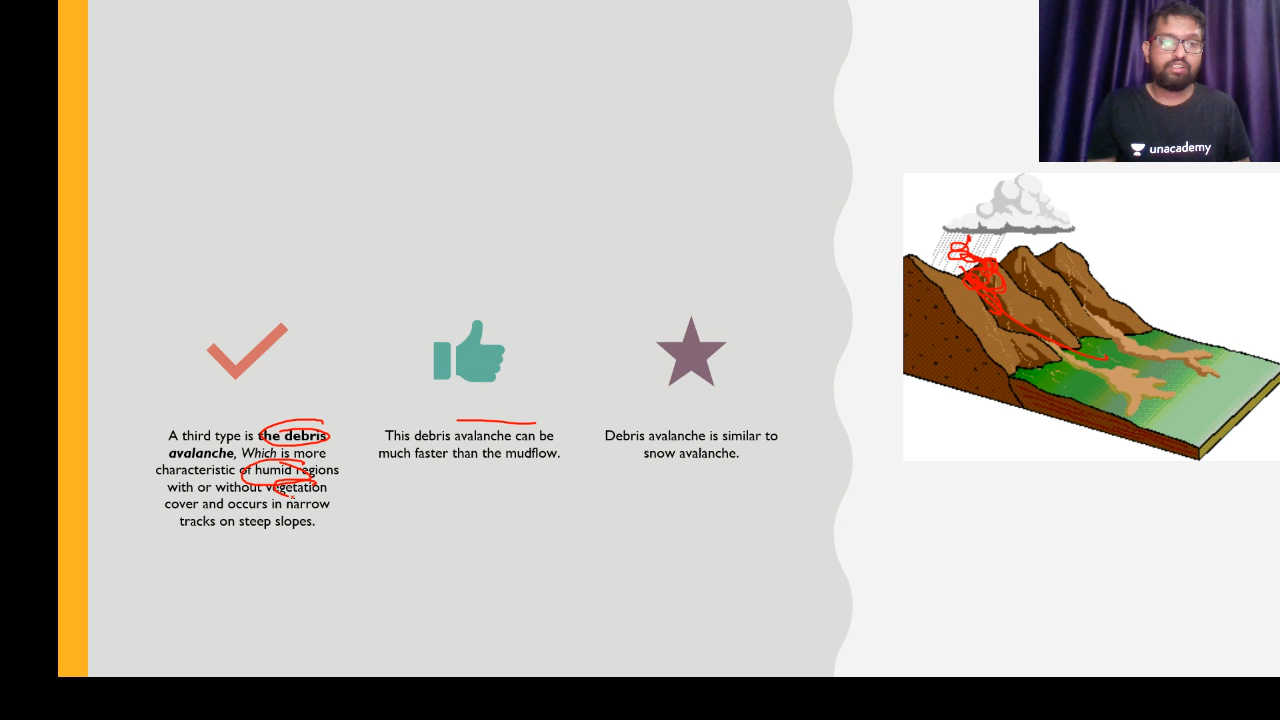 unacademy
A third type is the debris
avalanche, Which is more
characteristic of humid regions
with or without vegetation
cover and occurs in narrow
tracks on steep slopes.
This debris avalanche can be
much faster than the mudflow.
Debris avalanche is similar to
snow avalanche.